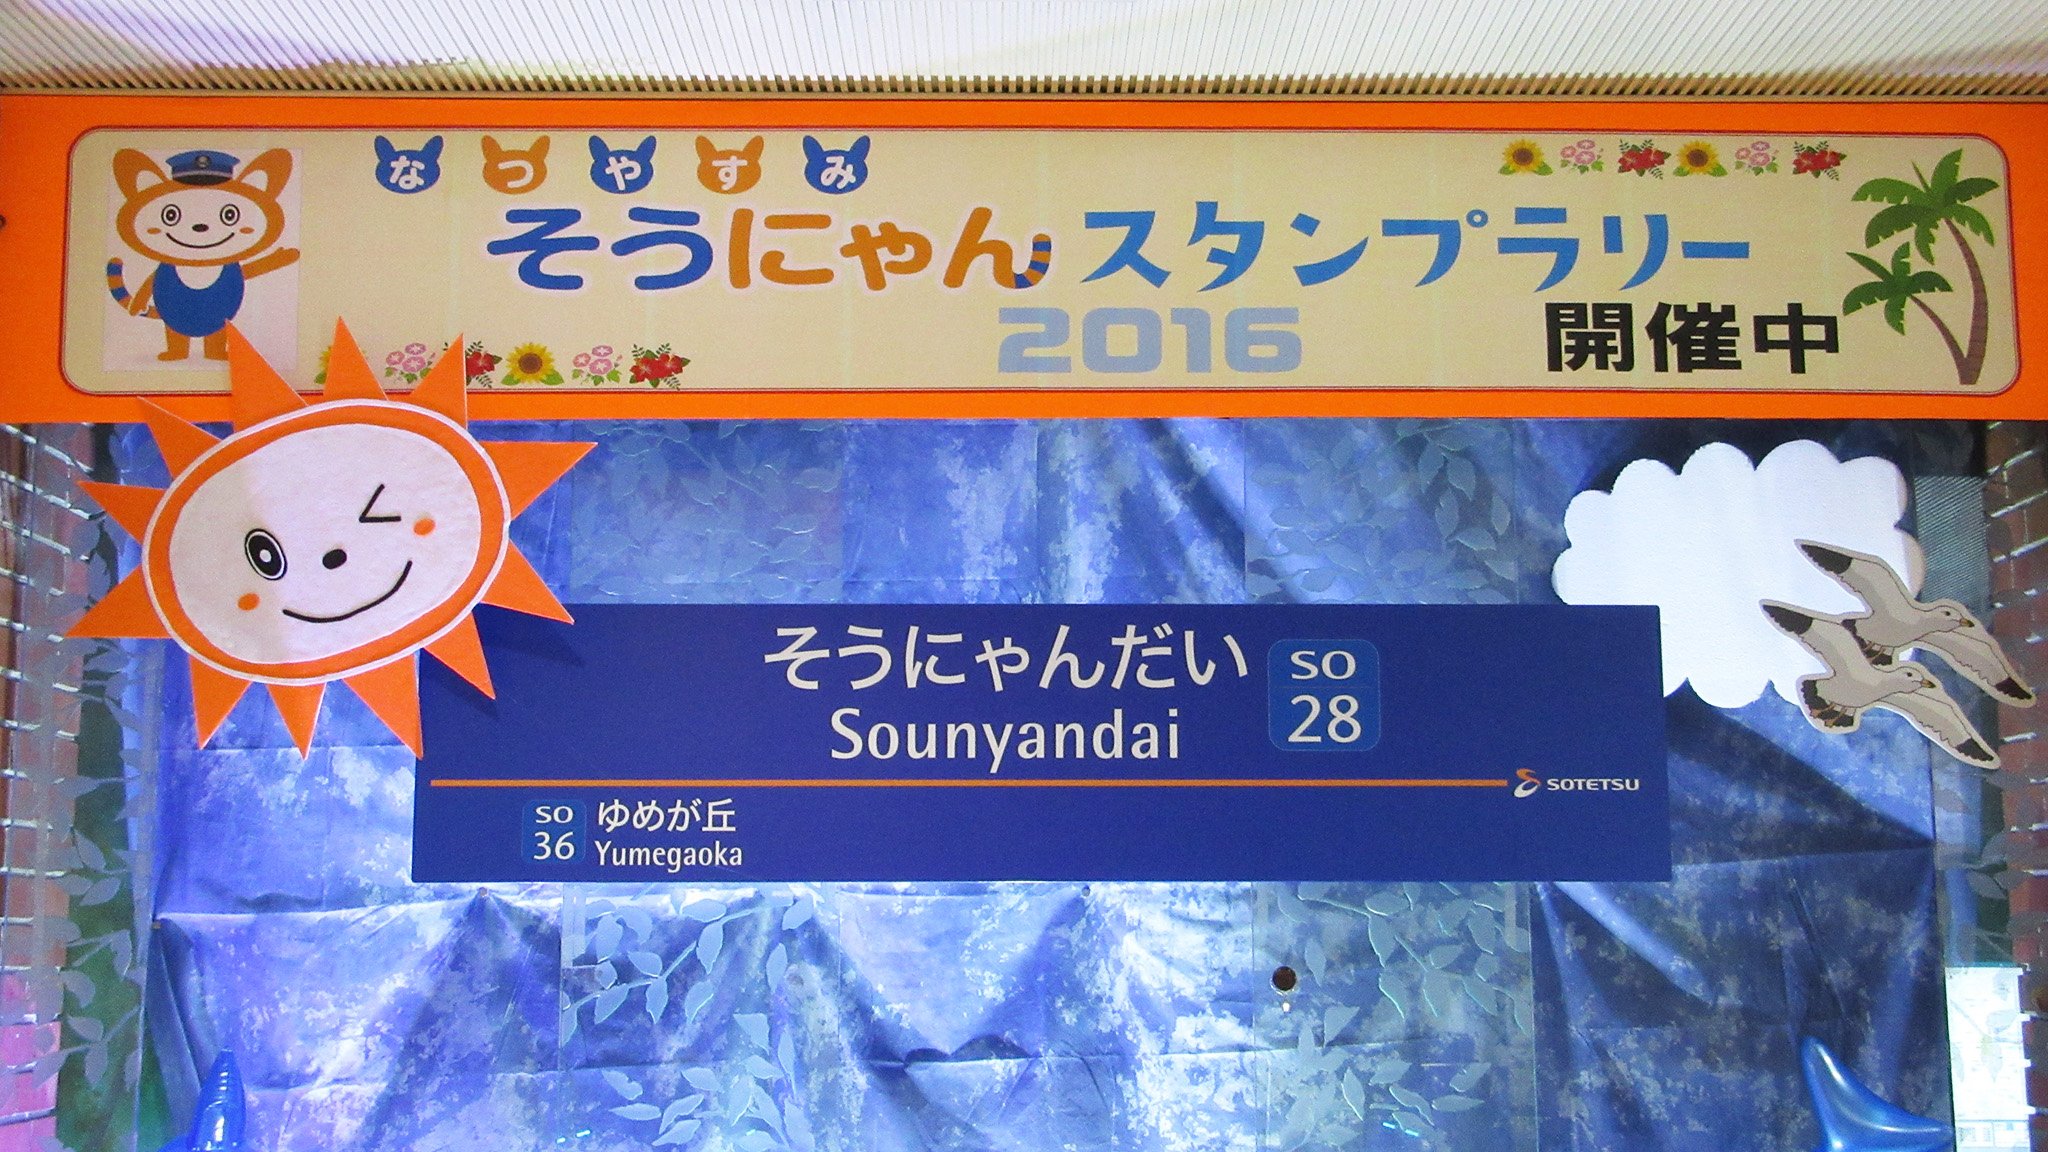 なつやすみ
そうにゃんスタンプラリー
2016 開催中
そうにゃんだい
Sounyandai
SO
28
SOTETSU
SO
36
ゆめが丘
Yumegaoka